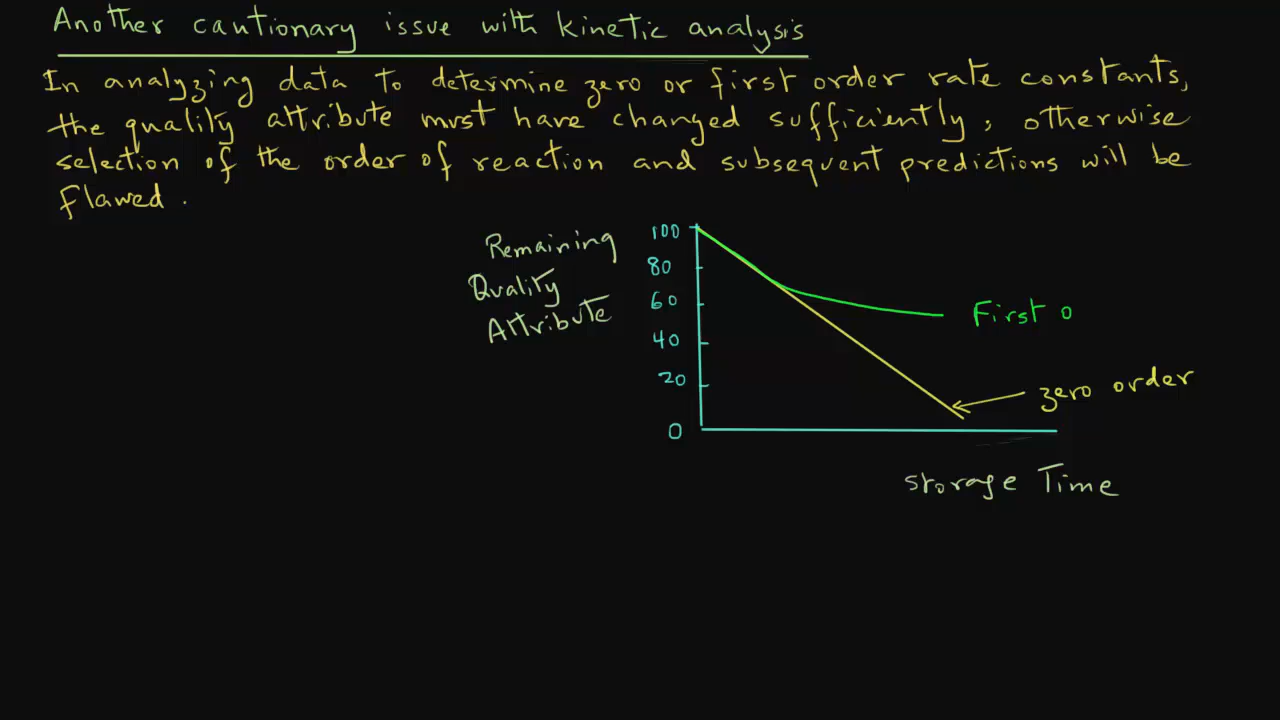 Another cautionary issue with kinetic analysis
In analyzing data to determine zero or first order rate constants,
the quality attribute must have changed sufficiently, otherwise
selection of the order of reaction and subsequent predictions will be
flawed.
Remaining
Quality
Attribute
100
80
60
40
20
0
First o
zero order
storage Time